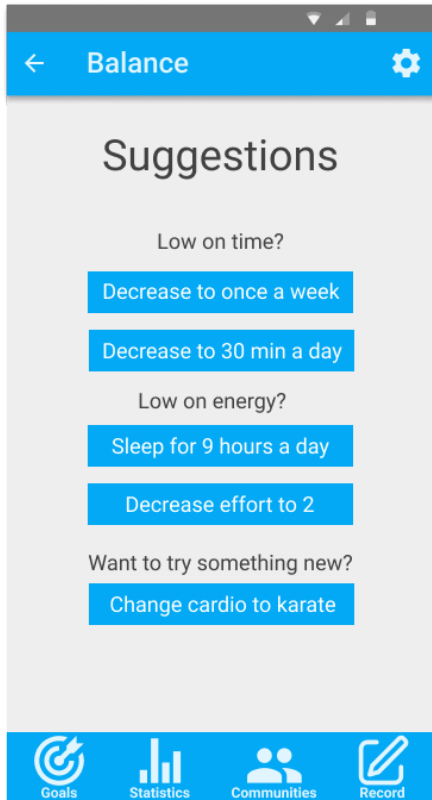 Balance
Suggestions
Low on time?
Decrease to once a week
Decrease to 30 min a day
Low on energy?
Sleep for 9 hours a day
Decrease effort to 2
Want to try something new?
Change cardio to karate
Goals
Statistics
Communities
Record